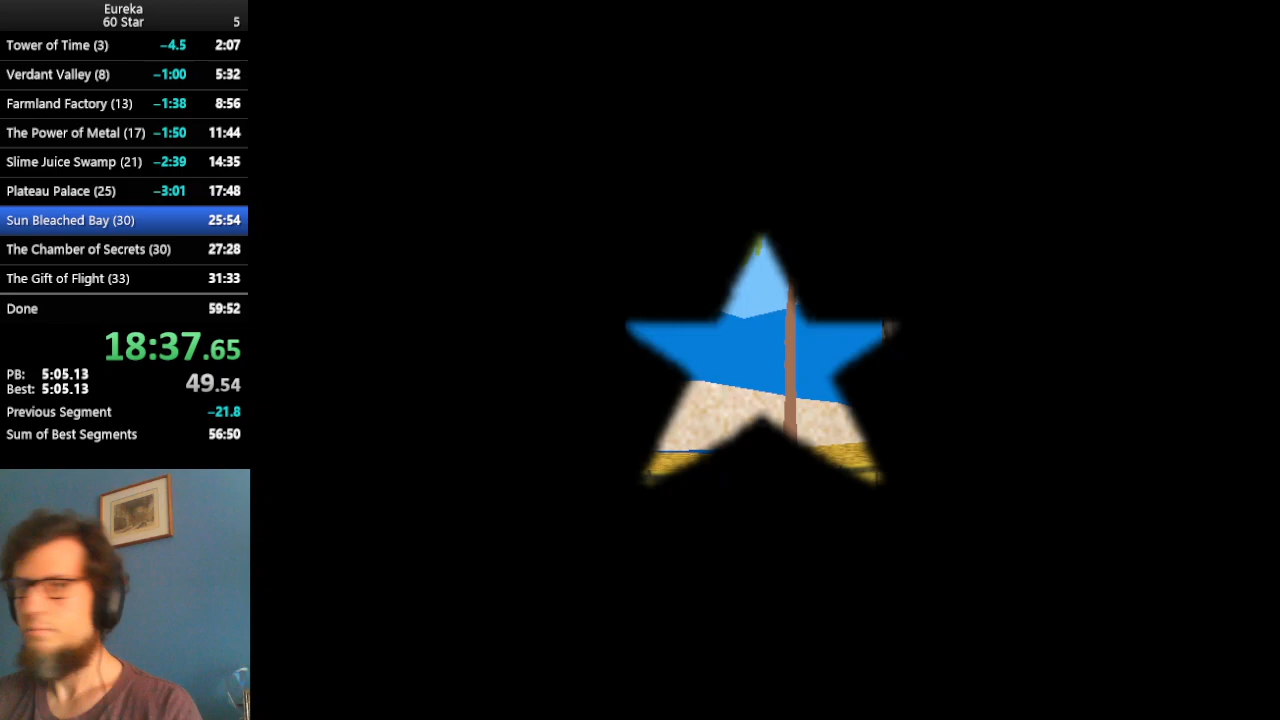 Eureka
60 Star 5
Tower of Time (3) −4.5 2:07
Verdant Valley (8) −1:00 5:32
Farmland Factory (13) −1:38 8:56
The Power of Metal (17) −1:50 11:44
Slime Juice Swamp (21) −2:39 14:35
Plateau Palace (25) −3:01 17:48
Sun Bleached Bay (30) 25:54
The Chamber of Secrets (30) 27:28
The Gift of Flight (33) 31:33
Done 59:52
18:37.65
PB: 5:05.13 49.54
Best: 5:05.13
Previous Segment −21.8
Sum of Best Segments 56:50